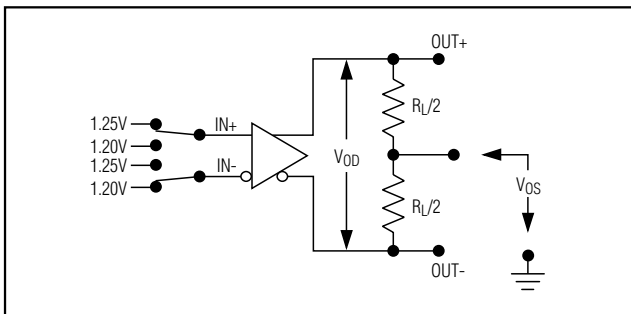 OUT+
RL/2
1.25V
IN+
1.20V
VOD
1.25V
IN-
1.20V
VOS
RL/2
OUT-